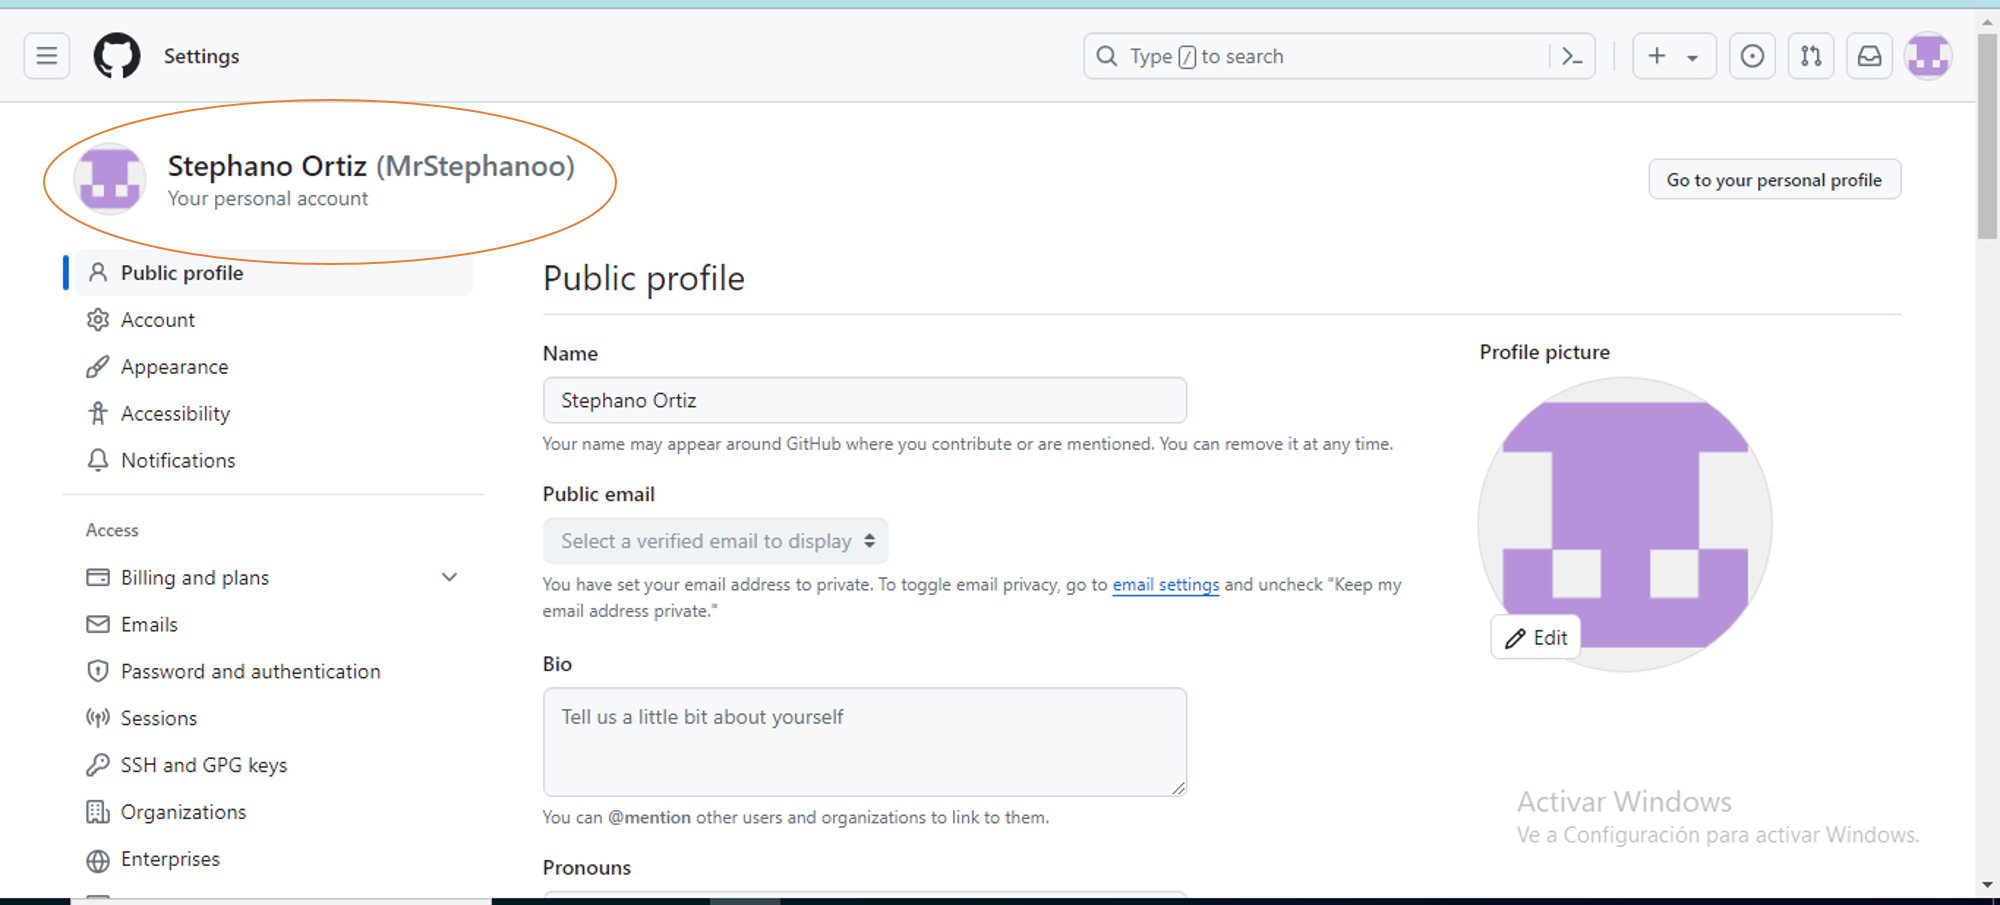 Settings
Type / to search
Stephano Ortiz (MrStephanoo)
Your personal account
Go to your personal profile
Public profile
Account
Appearance
Accessibility
Notifications
Access
Billing and plans
Emails
Password and authentication
Sessions
SSH and GPG keys
Organizations
Enterprises
Public profile
Name
Stephano Ortiz
Your name may appear around GitHub where you contribute or are mentioned. You can remove it at any time.
Public email
Select a verified email to display
You have set your email address to private. To toggle email privacy, go to email settings and uncheck "Keep my
email address private."
Bio
Tell us a little bit about yourself
You can @mention other users and organizations to link to them.
Pronouns
Profile picture
Edit
Activar Windows
Ve a Configuración para activar Windows.